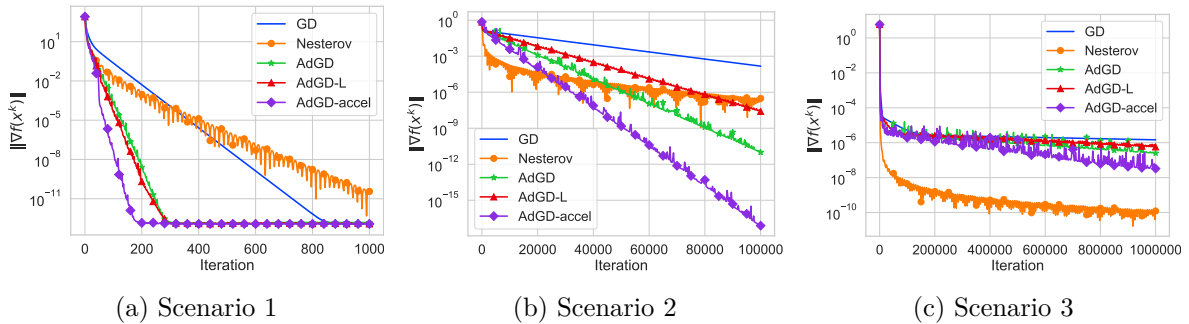 ‖∇f(x^k)‖
10^1
10^-2
10^-5
10^-8
10^-11
0 200 400 600 800 1000
Iteration
GD
Nesterov
AdGD
AdGD-L
AdGD-accel
(a) Scenario 1
‖∇f(x^k)‖
10^0
10^-3
10^-6
10^-9
10^-12
10^-15
0 20000 40000 60000 80000 100000
Iteration
GD
Nesterov
AdGD
AdGD-L
AdGD-accel
(b) Scenario 2
‖∇f(x^k)‖
10^0
10^-2
10^-4
10^-6
10^-8
10^-10
0 200000 400000 600000 800000 1000000
Iteration
GD
Nesterov
AdGD
AdGD-L
AdGD-accel
(c) Scenario 3